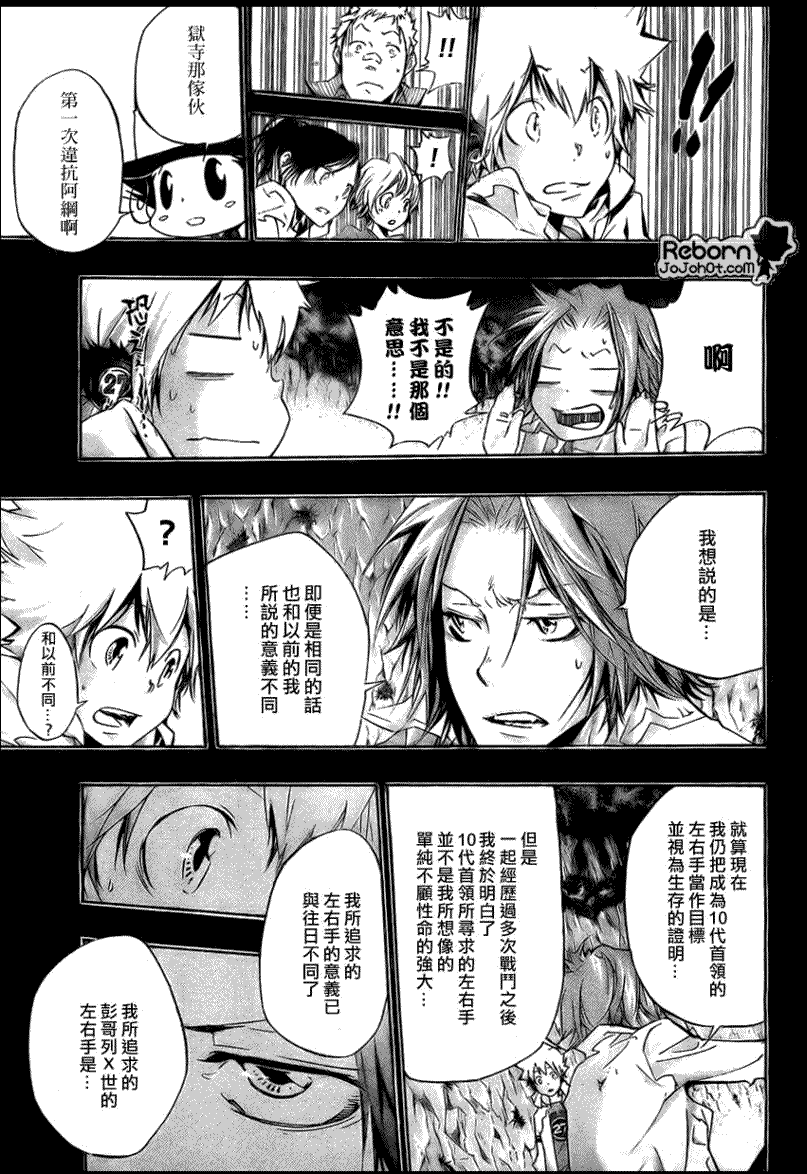 !!
!!
!
獄寺那傢伙
第一次違抗阿綱啊
Reborn
JoJoHOt.com
啊
不是的!!
我不是那個
意思……!!
恐
27
我想説的是…
即便是相同的話
也和以前的我
所説的意義不同
……
?
和以前不同…?
就算現在
我仍把成為10代首領的
左右手當作目標
並視為生存的證明…
但是
一起經歷過多次戰鬥之後
我終於明白了
10代首領所尋求的左右手
並不是我所想像的
單純不顧性命的強大…
27
我所追求的
左右手的意義已
與往日不同了
我所追求的
彭哥列X世的
左右手是…